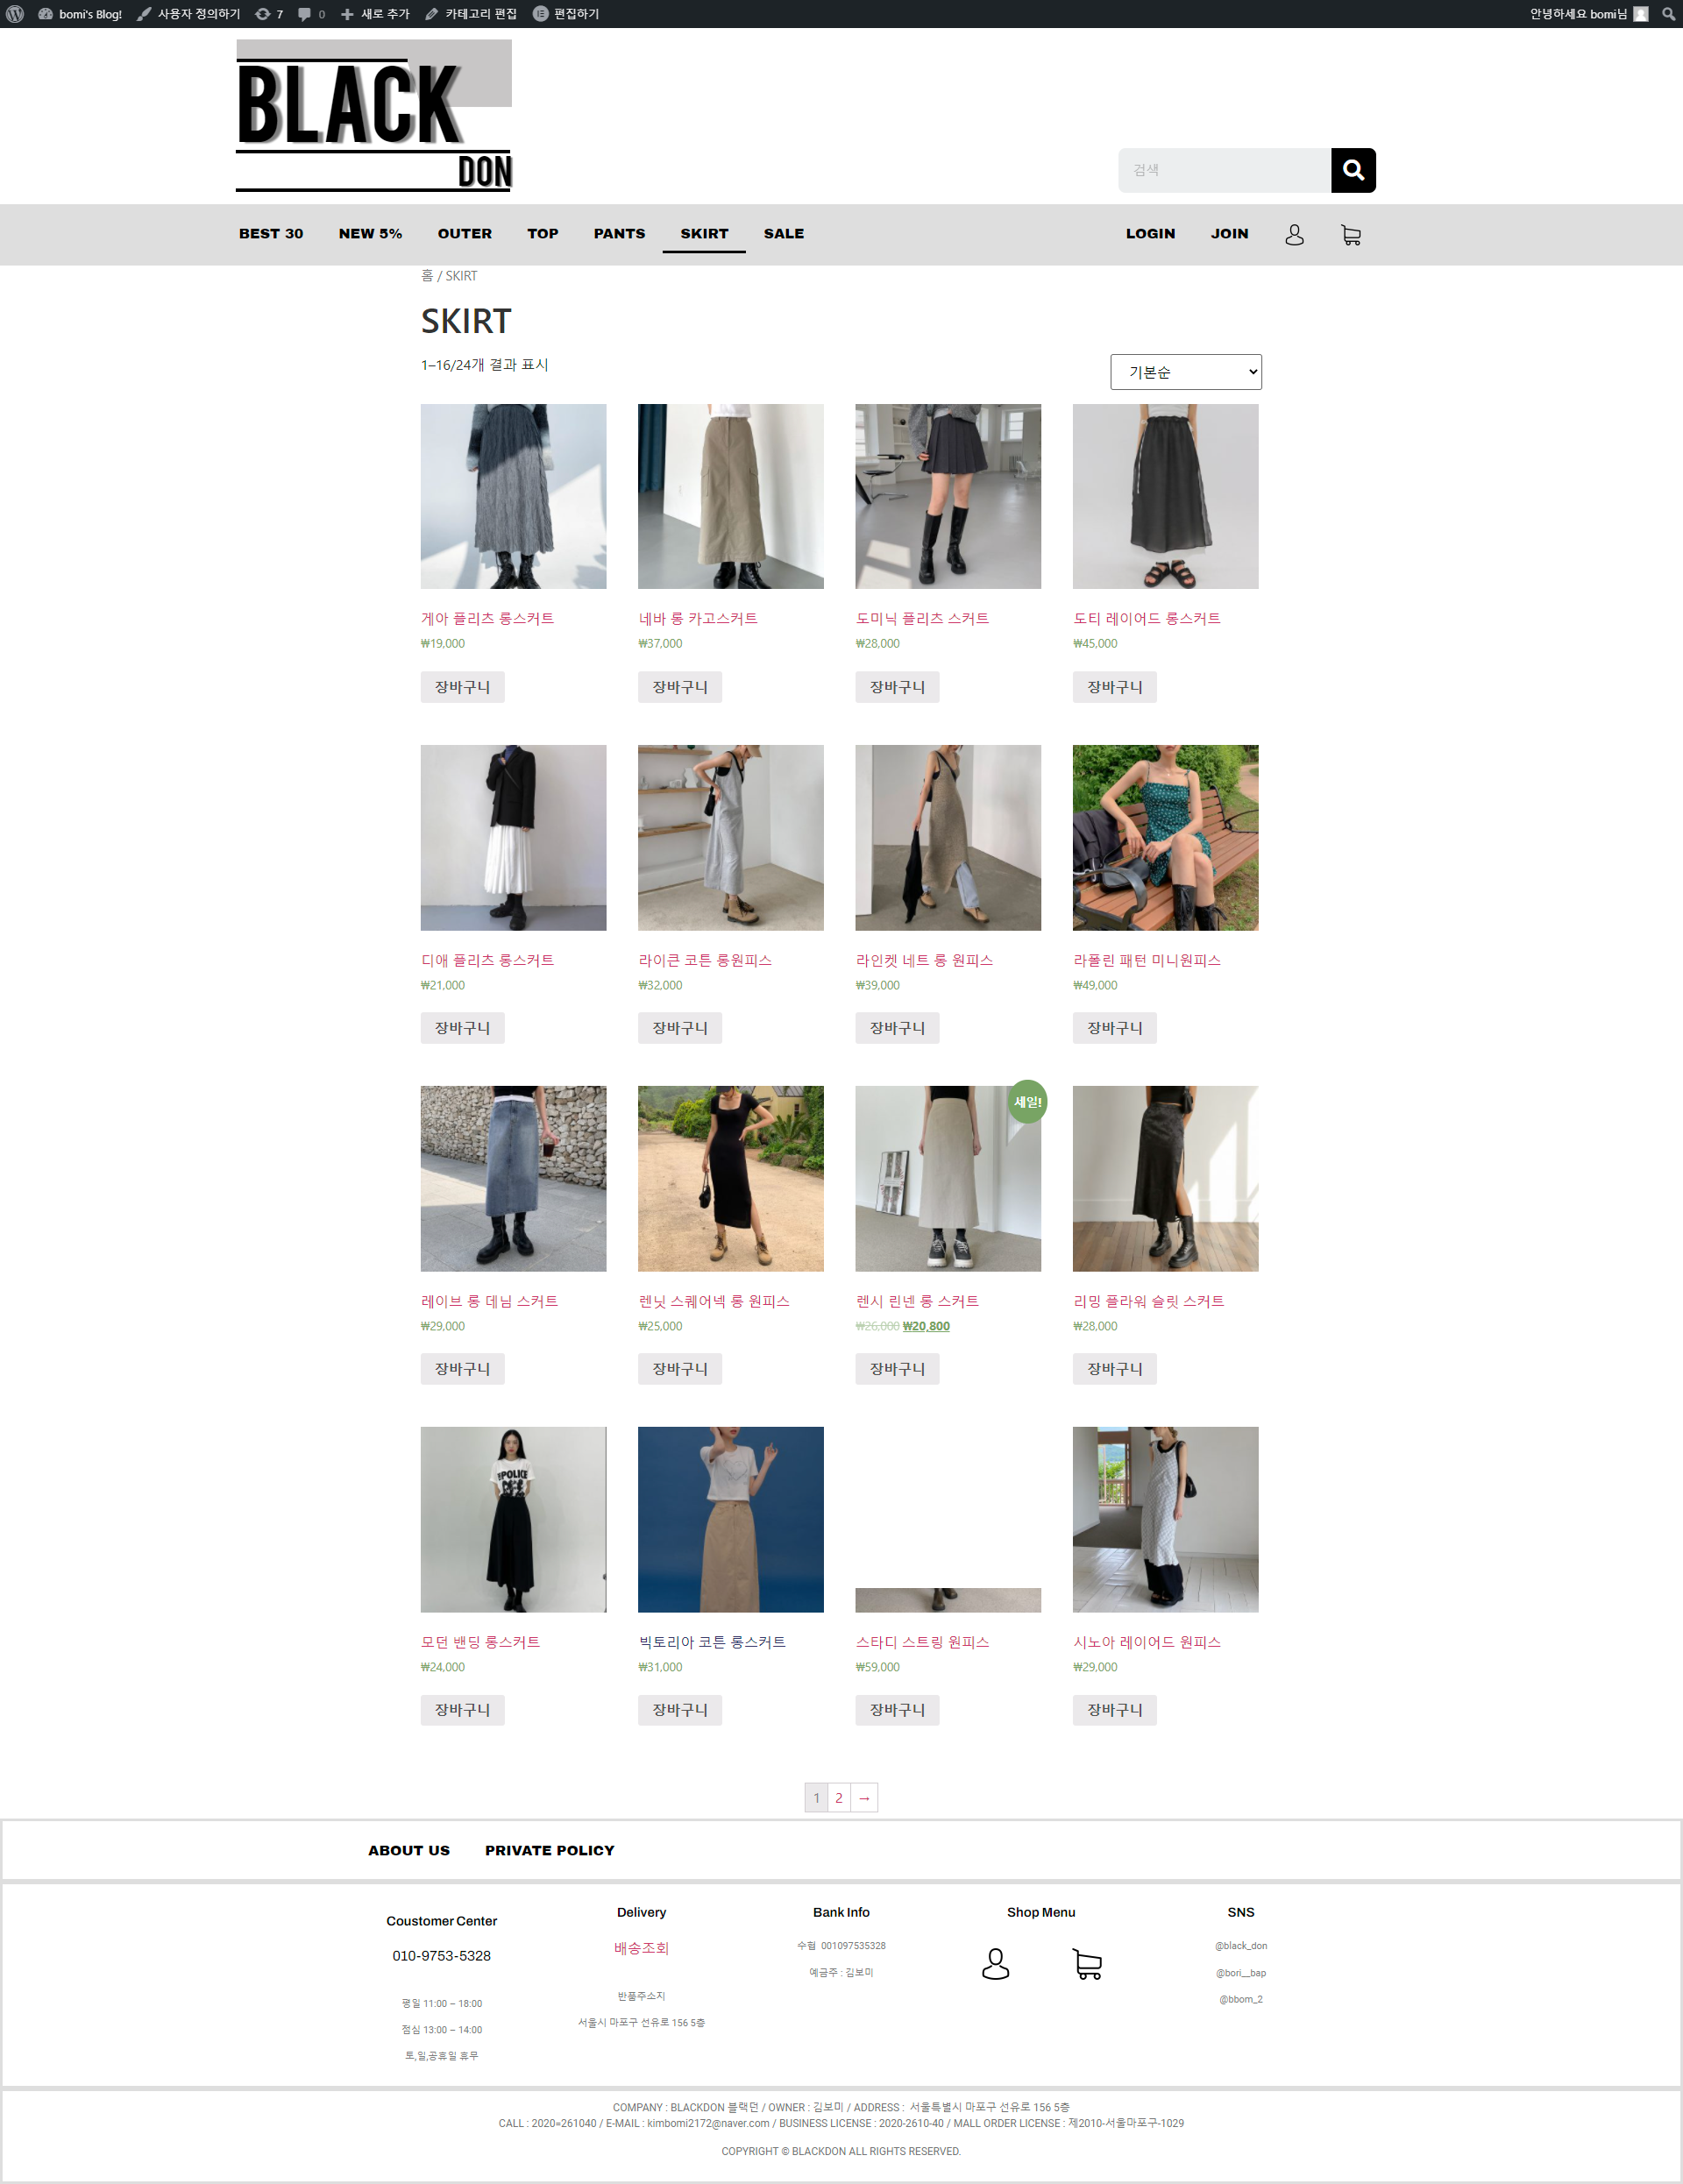 bomi's Blog! 사용자 정의하기 7 0 새로 추가 카테고리 편집 편집하기 안녕하세요 bomi님
BLACK
DON
검색
BEST 30 NEW 5% OUTER TOP PANTS SKIRT SALE LOGIN JOIN
홈 / SKIRT
SKIRT
1–16/24개 결과 표시
기본순
게아 플리츠 롱스커트 네바 롱 카고스커트 도미닉 플리츠 스커트 도티 레이어드 롱스커트
₩19,000 ₩37,000 ₩28,000 ₩45,000
장바구니 장바구니 장바구니 장바구니
디애 플리츠 롱스커트 라이큰 코튼 롱원피스 라인켓 네트 롱 원피스 라폴린 패턴 미니원피스
₩21,000 ₩32,000 ₩39,000 ₩49,000
장바구니 장바구니 장바구니 장바구니
세일!
레이브 롱 데님 스커트 렌닛 스퀘어넥 롱 원피스 렌시 린넨 롱 스커트 리밍 플라워 슬릿 스커트
₩29,000 ₩25,000 ₩26,000 ₩20,800 ₩28,000
장바구니 장바구니 장바구니 장바구니
POLICE
모던 밴딩 롱스커트 빅토리아 코튼 롱스커트 스타디 스트링 원피스 시노아 레이어드 원피스
₩24,000 ₩31,000 ₩59,000 ₩29,000
장바구니 장바구니 장바구니 장바구니
1 2 →
ABOUT US PRIVATE POLICY
Coustomer Center
010-9753-5328
평일 11:00 – 18:00
점심 13:00 – 14:00
토,일,공휴일 휴무
Delivery
배송조회
반품주소지
서울시 마포구 선유로 156 5층
Bank Info
수협 001097535328
예금주 : 김보미
Shop Menu
SNS
@black_don
@bori__bap
@bbom_2
COMPANY : BLACKDON 블랙던 / OWNER : 김보미 / ADDRESS : 서울특별시 마포구 선유로 156 5층
CALL : 2020=261040 / E-MAIL : kimbomi2172@naver.com / BUSINESS LICENSE : 2020-2610-40 / MALL ORDER LICENSE : 제2010-서울마포구-1029
COPYRIGHT © BLACKDON ALL RIGHTS RESERVED.